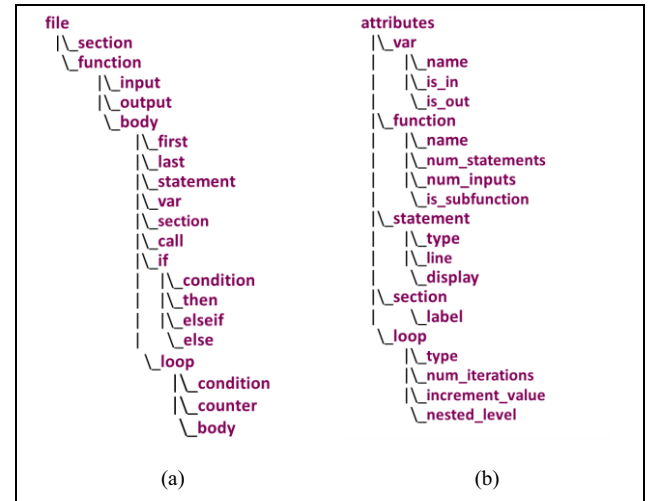 file
|\_section
\_function
|\_input
|\_output
\_body
|\_first
|\_last
|\_statement
|\_var
|\_section
|\_call
|\_if
| |\_condition
| |\_then
| |\_elseif
| \_else
\_loop
|\_condition
|\_counter
\_body
(a)
attributes
|\_var
| |\_name
| |\_is_in
| \_is_out
|\_function
| |\_name
| |\_num_statements
| |\_num_inputs
| \_is_subfunction
|\_statement
| |\_type
| |\_line
| \_display
|\_section
| \_label
\_loop
|\_type
|\_num_iterations
|\_increment_value
\_nested_level
(b)